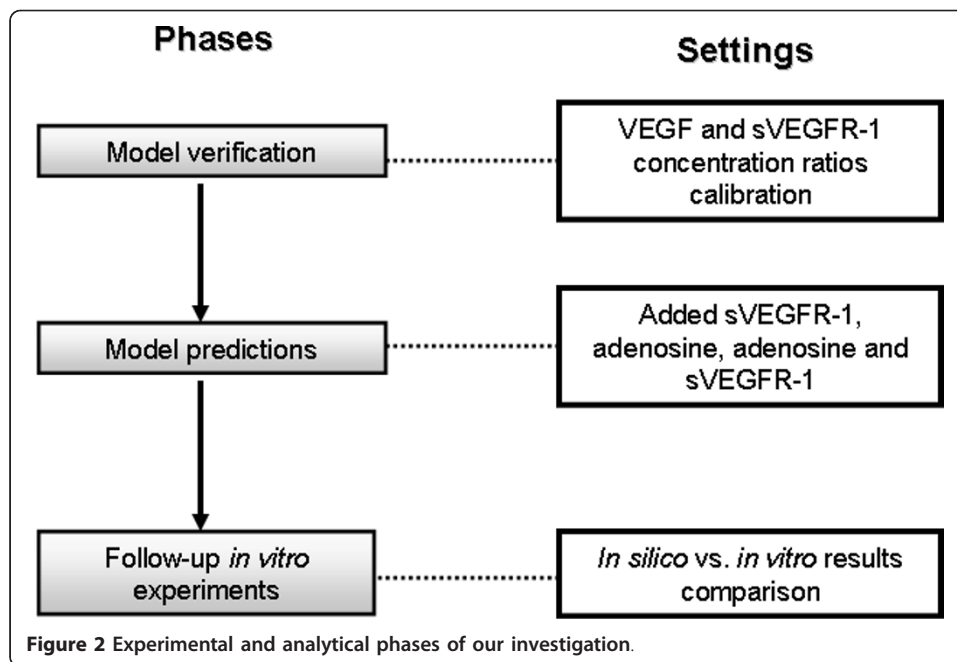 Phases
Settings
Model verification
VEGF and sVEGFR-1
concentration ratios
calibration
Model predictions
Added sVEGFR-1,
adenosine, adenosine and
sVEGFR-1
Follow-up in vitro
experiments
In silico vs. in vitro results
comparison
Figure 2 Experimental and analytical phases of our investigation.